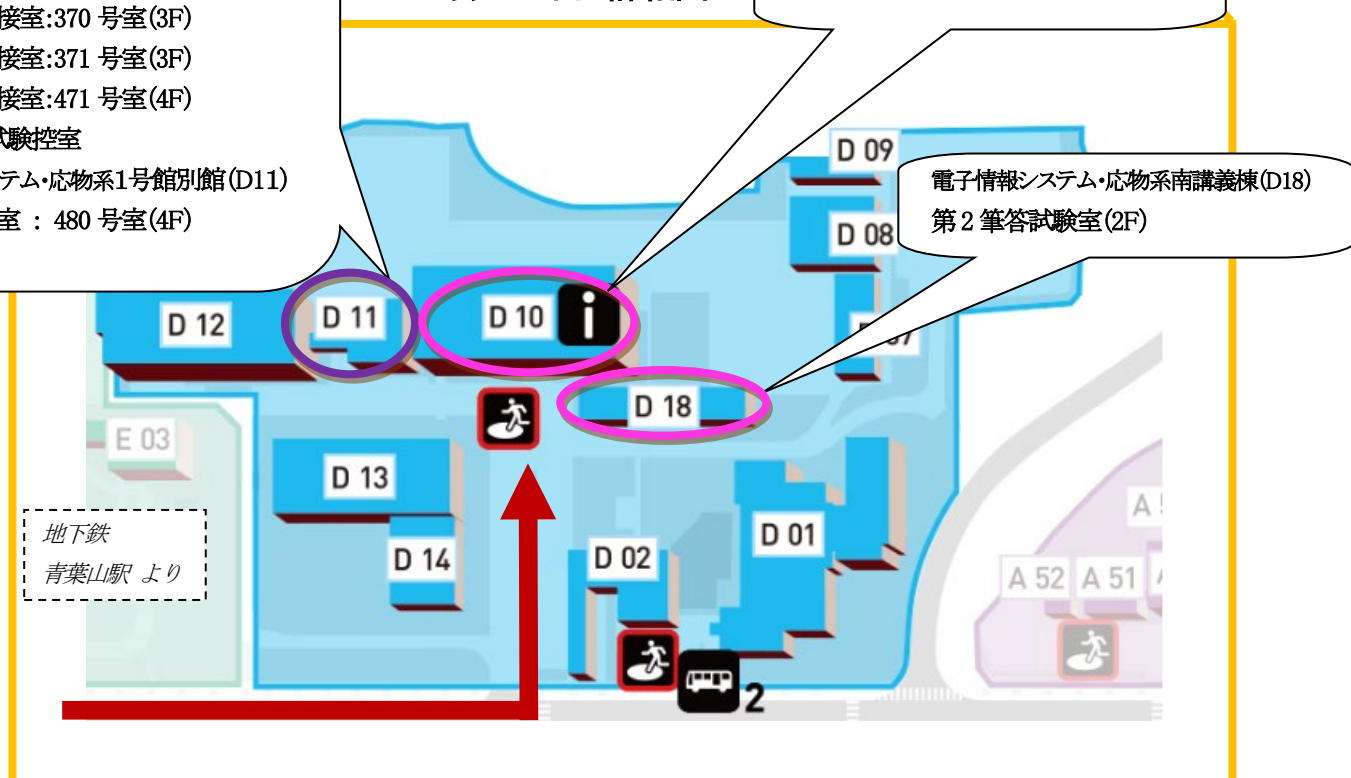 接室:370 号室(3F)
接室:371 号室(3F)
接室:471 号室(4F)
試験控室
テム・応物系1号館別館(D11)
室 : 480 号室(4F)
D 09
電子情報システム・応物系南講義棟(D18)
第 2 筆答試験室(2F)
D 08
D 12
D 11
D 10
i
D 18
E 03
D 13
地下鉄
青葉山駅 より
D 14
D 02
D 01
A 52
A 51
2